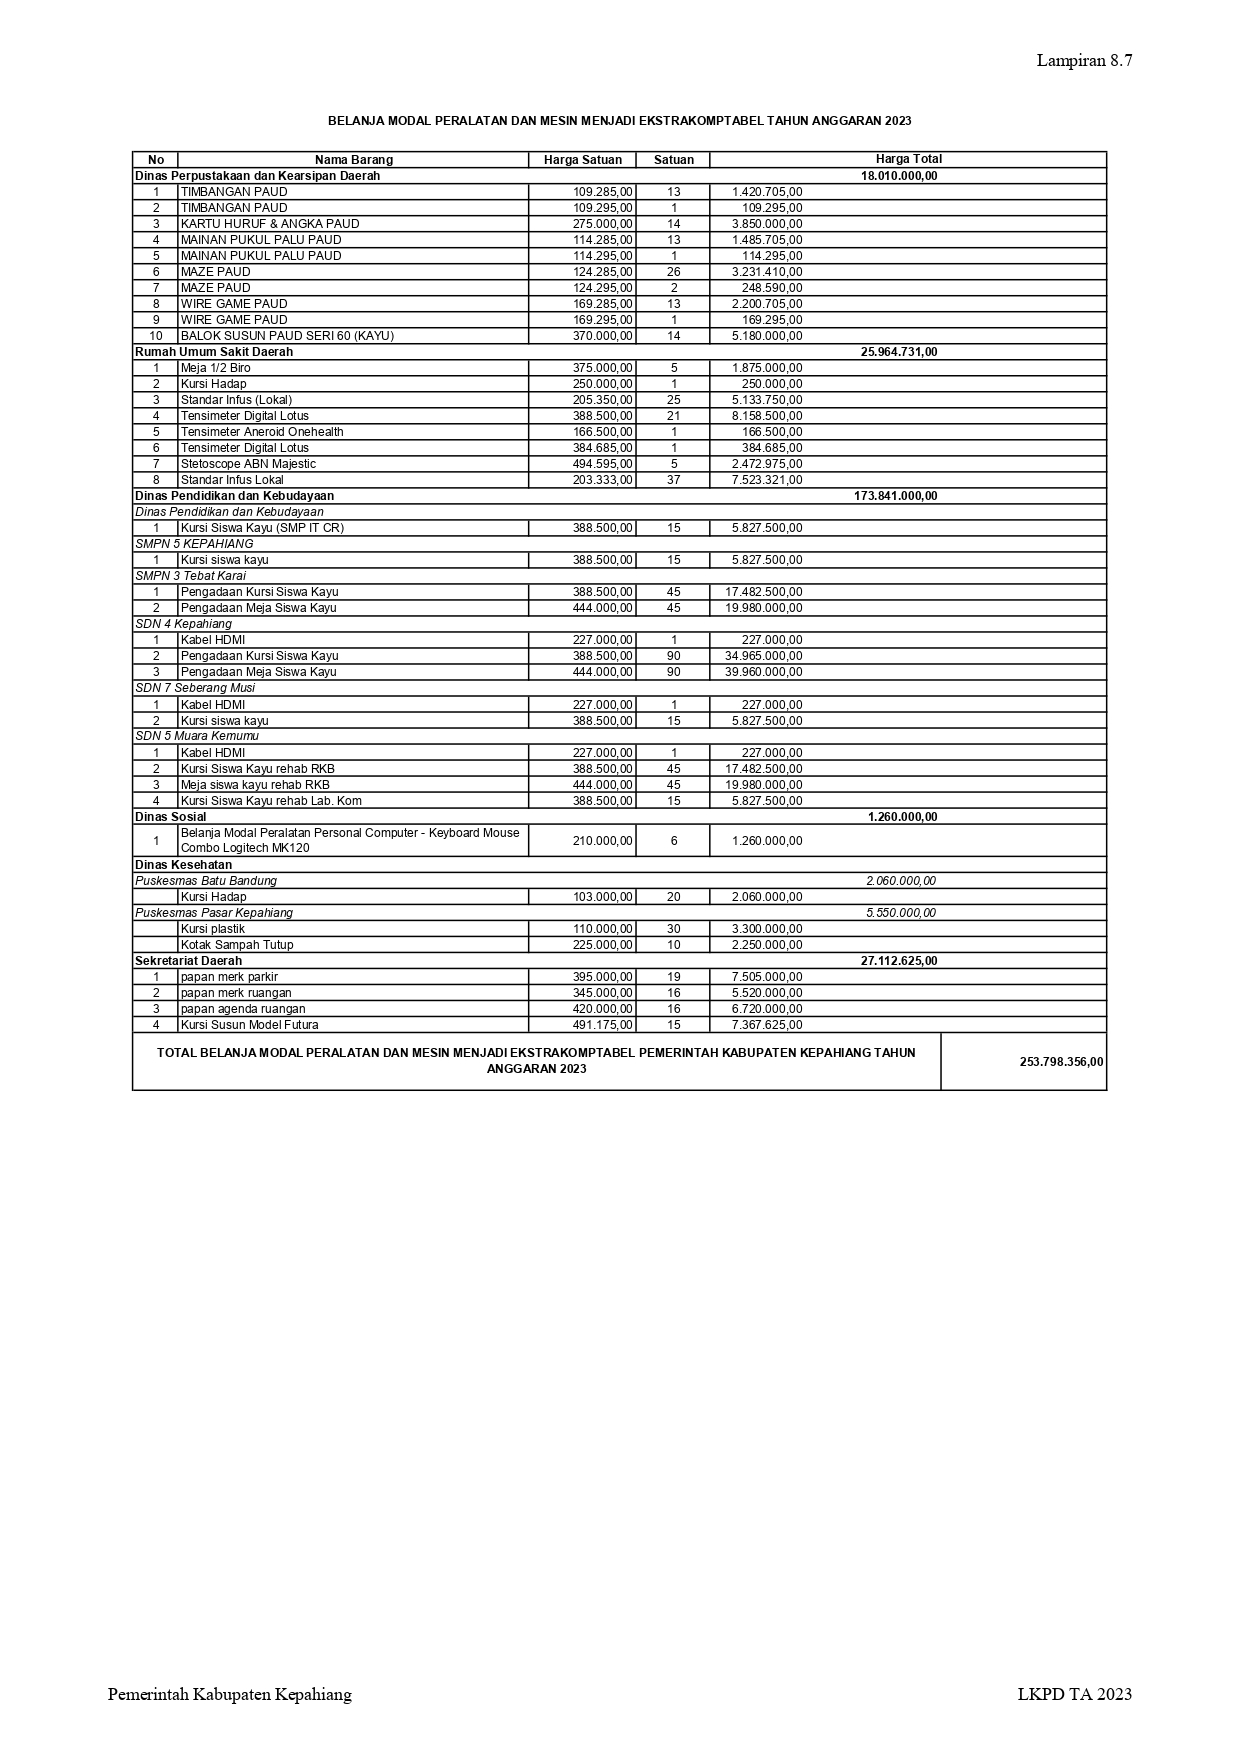 Lampiran 8.7
BELANJA MODAL PERALATAN DAN MESIN MENJADI EKSTRAKOMPTABEL TAHUN ANGGARAN 2023
No Nama Barang Harga Satuan Satuan Harga Total
Dinas Perpustakaan dan Kearsipan Daerah 18.010.000,00
1 TIMBANGAN PAUD 109.285,00 13 1.420.705,00
2 TIMBANGAN PAUD 109.295,00 1 109.295,00
3 KARTU HURUF & ANGKA PAUD 275.000,00 14 3.850.000,00
4 MAINAN PUKUL PALU PAUD 114.285,00 13 1.485.705,00
5 MAINAN PUKUL PALU PAUD 114.295,00 1 114.295,00
6 MAZE PAUD 124.285,00 26 3.231.410,00
7 MAZE PAUD 124.295,00 2 248.590,00
8 WIRE GAME PAUD 169.285,00 13 2.200.705,00
9 WIRE GAME PAUD 169.295,00 1 169.295,00
10 BALOK SUSUN PAUD SERI 60 (KAYU) 370.000,00 14 5.180.000,00
Rumah Umum Sakit Daerah 25.964.731,00
1 Meja 1/2 Biro 375.000,00 5 1.875.000,00
2 Kursi Hadap 250.000,00 1 250.000,00
3 Standar Infus (Lokal) 205.350,00 25 5.133.750,00
4 Tensimeter Digital Lotus 388.500,00 21 8.158.500,00
5 Tensimeter Aneroid Onehealth 166.500,00 1 166.500,00
6 Tensimeter Digital Lotus 384.685,00 1 384.685,00
7 Stetoscope ABN Majestic 494.595,00 5 2.472.975,00
8 Standar Infus Lokal 203.333,00 37 7.523.321,00
Dinas Pendidikan dan Kebudayaan 173.841.000,00
Dinas Pendidikan dan Kebudayaan
1 Kursi Siswa Kayu (SMP IT CR) 388.500,00 15 5.827.500,00
SMPN 5 KEPAHIANG
1 Kursi siswa kayu 388.500,00 15 5.827.500,00
SMPN 3 Tebat Karai
1 Pengadaan Kursi Siswa Kayu 388.500,00 45 17.482.500,00
2 Pengadaan Meja Siswa Kayu 444.000,00 45 19.980.000,00
SDN 4 Kepahiang
1 Kabel HDMI 227.000,00 1 227.000,00
2 Pengadaan Kursi Siswa Kayu 388.500,00 90 34.965.000,00
3 Pengadaan Meja Siswa Kayu 444.000,00 90 39.960.000,00
SDN 7 Seberang Musi
1 Kabel HDMI 227.000,00 1 227.000,00
2 Kursi siswa kayu 388.500,00 15 5.827.500,00
SDN 5 Muara Kemumu
1 Kabel HDMI 227.000,00 1 227.000,00
2 Kursi Siswa Kayu rehab RKB 388.500,00 45 17.482.500,00
3 Meja siswa kayu rehab RKB 444.000,00 45 19.980.000,00
4 Kursi Siswa Kayu rehab Lab. Kom 388.500,00 15 5.827.500,00
Dinas Sosial 1.260.000,00
1 Belanja Modal Peralatan Personal Computer - Keyboard Mouse
Combo Logitech MK120 210.000,00 6 1.260.000,00
Dinas Kesehatan
Puskesmas Batu Bandung 2.060.000,00
Kursi Hadap 103.000,00 20 2.060.000,00
Puskesmas Pasar Kepahiang 5.550.000,00
Kursi plastik 110.000,00 30 3.300.000,00
Kotak Sampah Tutup 225.000,00 10 2.250.000,00
Sekretariat Daerah 27.112.625,00
1 papan merk parkir 395.000,00 19 7.505.000,00
2 papan merk ruangan 345.000,00 16 5.520.000,00
3 papan agenda ruangan 420.000,00 16 6.720.000,00
4 Kursi Susun Model Futura 491.175,00 15 7.367.625,00
TOTAL BELANJA MODAL PERALATAN DAN MESIN MENJADI EKSTRAKOMPTABEL PEMERINTAH KABUPATEN KEPAHIANG TAHUN
ANGGARAN 2023 253.798.356,00
Pemerintah Kabupaten Kepahiang LKPD TA 2023